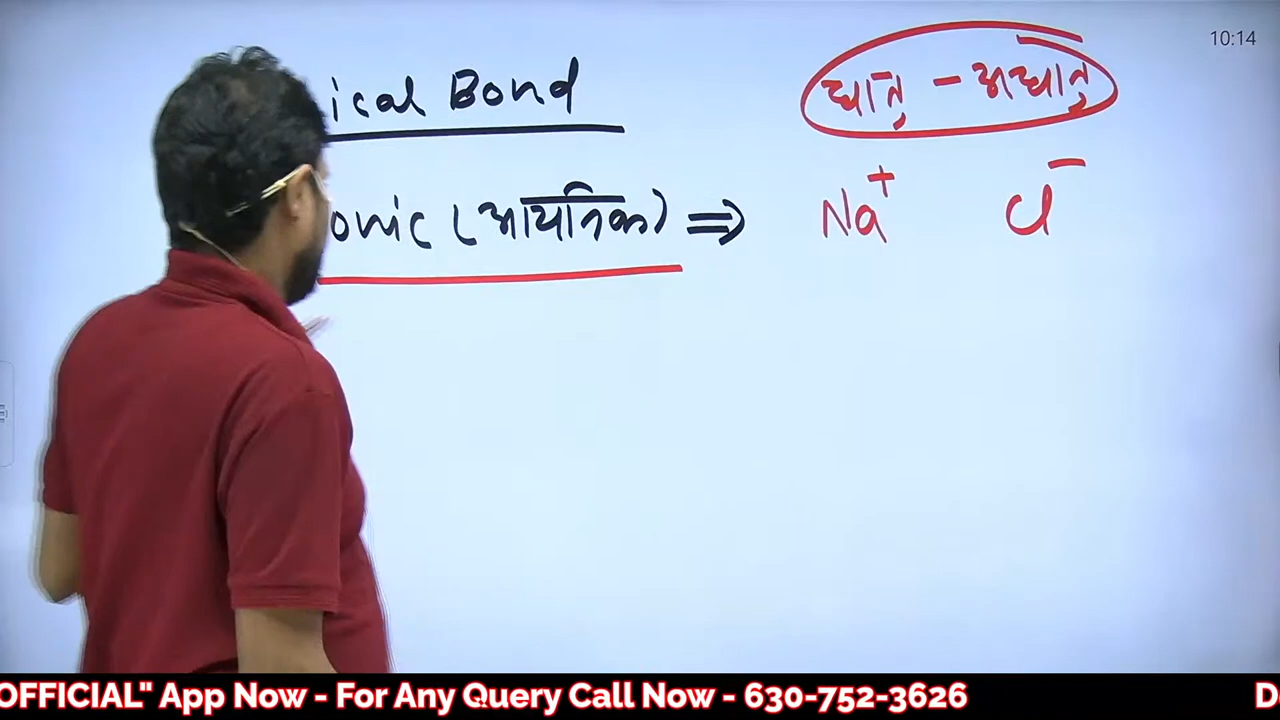 10:14
ical Bond
धातु - अधातु
onic (आयनिक) ⇒ Na⁺ Cl⁻
OFFICIAL" App Now - For Any Query Call Now - 630-752-3626 D